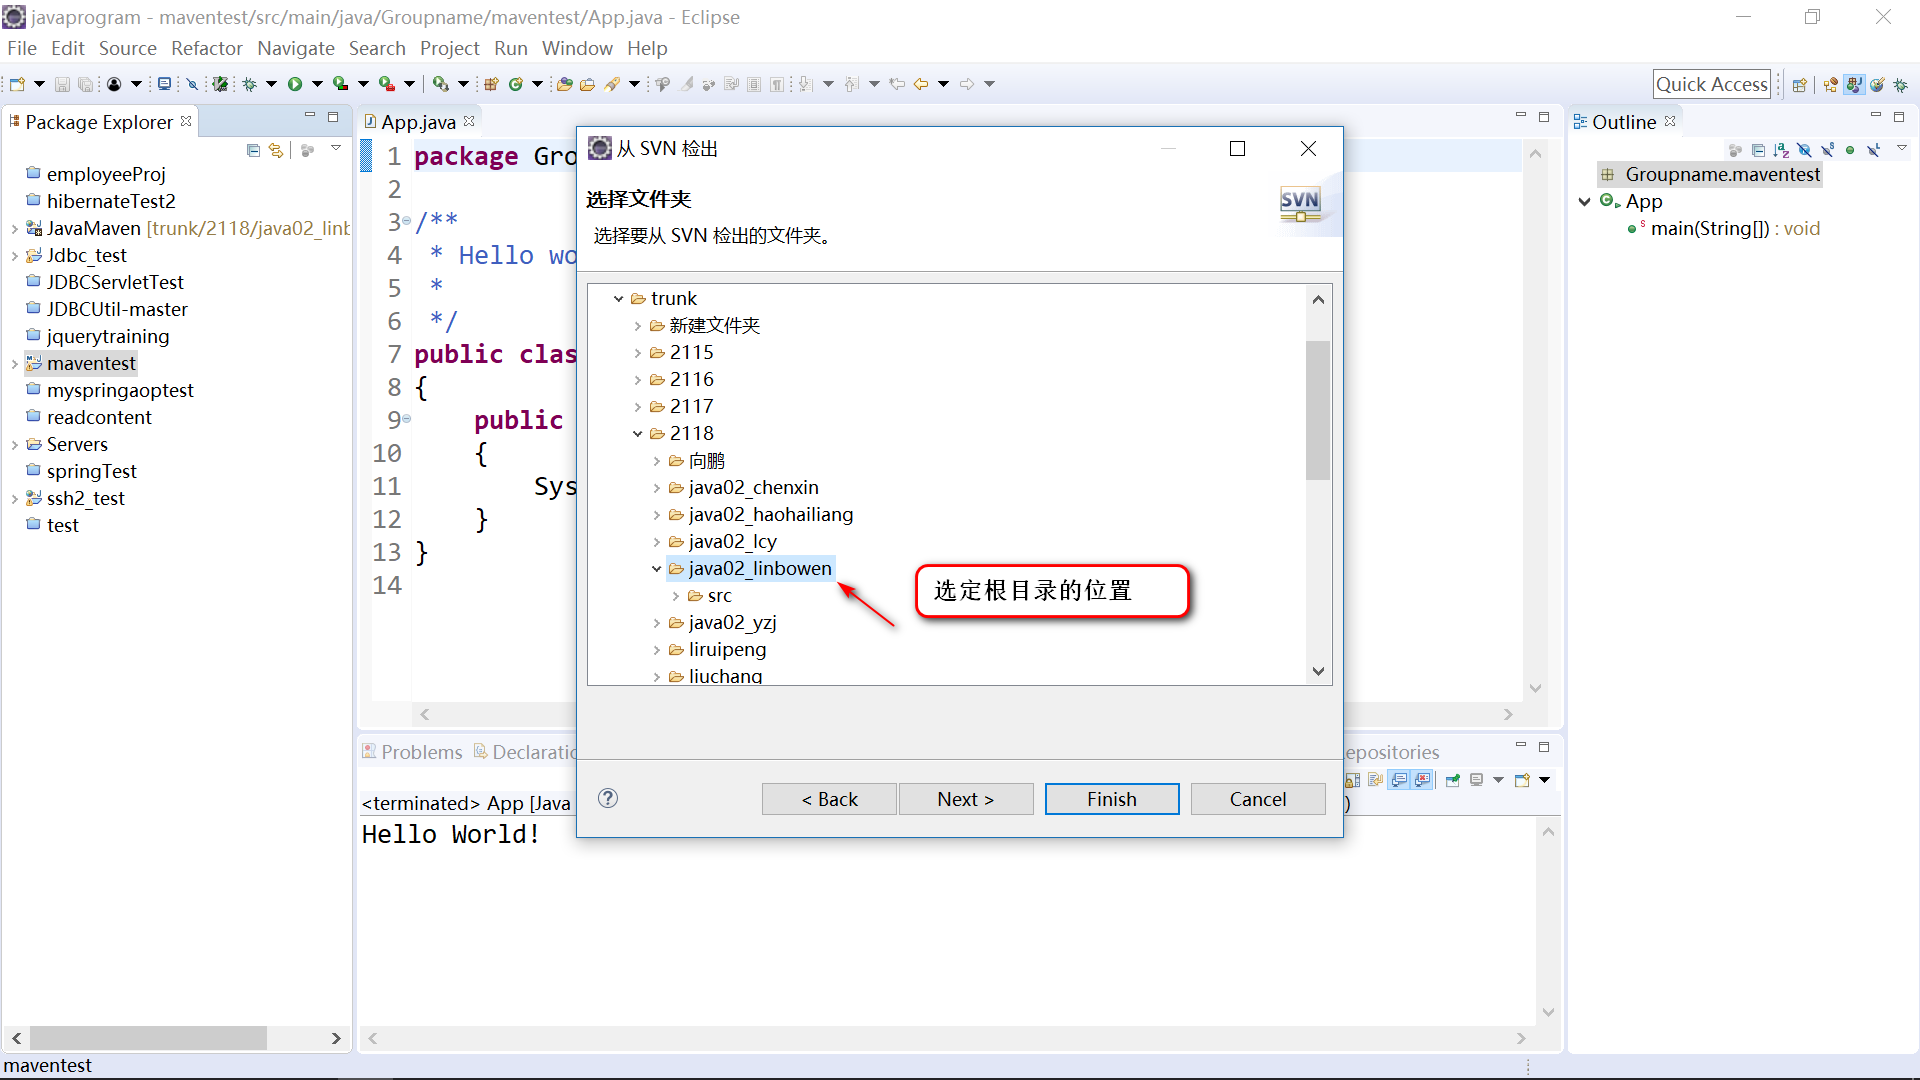 javaprogram - maventest/src/main/java/Groupname/maventest/App.java - Eclipse
File Edit Source Refactor Navigate Search Project Run Window Help
Quick Access
Package Explorer
employeeProj
hibernateTest2
JavaMaven [trunk/2118/java02_linb
Jdbc_test
JDBCServletTest
JDBCUtil-master
jquerytraining
maventest
myspringaoptest
readcontent
Servers
springTest
ssh2_test
test
App.java
1 package Gro
2
3 /**
4 * Hello wo
5 *
6 */
7 public clas
8 {
9 public
10 {
11 Sys
12 }
13 }
14
从 SVN 检出
选择文件夹
选择要从 SVN 检出的文件夹。
SVN
trunk
新建文件夹
2115
2116
2117
2118
向鹏
java02_chenxin
java02_haohailiang
java02_lcy
java02_linbowen
src
java02_yzj
liruipeng
liuchang
选定根目录的位置
< Back
Next >
Finish
Cancel
Outline
Groupname.maventest
App
main(String[]) : void
Problems
Declaratio
epositories
<terminated> App [Java
)
Hello World!
maventest